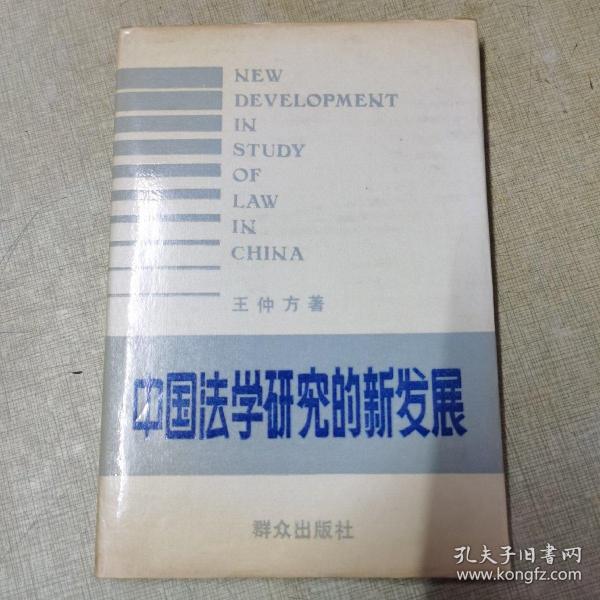 NEW
DEVELOPMENT
IN
STUDY
OF
LAW
IN
CHINA
王仲方著
中国法学研究的新发展
群众出版社
孔夫子旧书网
www.kongfz.com